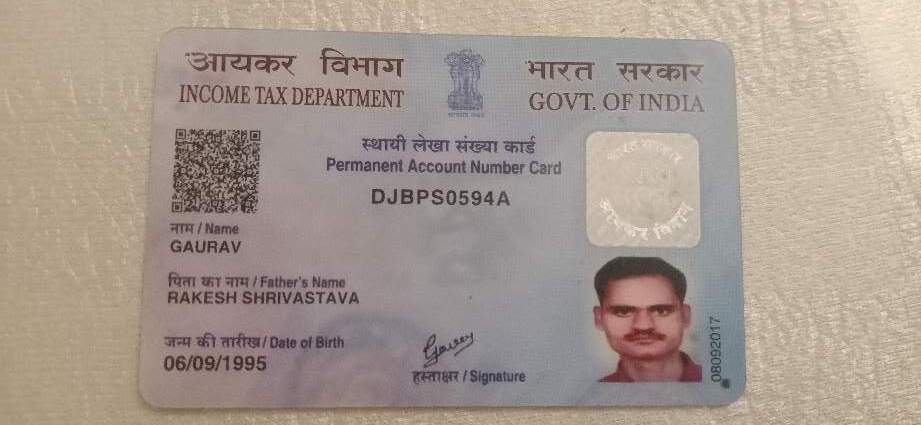 आयकर विभाग
INCOME TAX DEPARTMENT
भारत सरकार
GOVT. OF INDIA
स्थायी लेखा संख्या कार्ड
Permanent Account Number Card
DJBPS0594A
नाम / Name
GAURAV
पिता का नाम / Father's Name
RAKESH SHRIVASTAVA
जन्म की तारीख / Date of Birth
06/09/1995
हस्ताक्षर / Signature
08092017